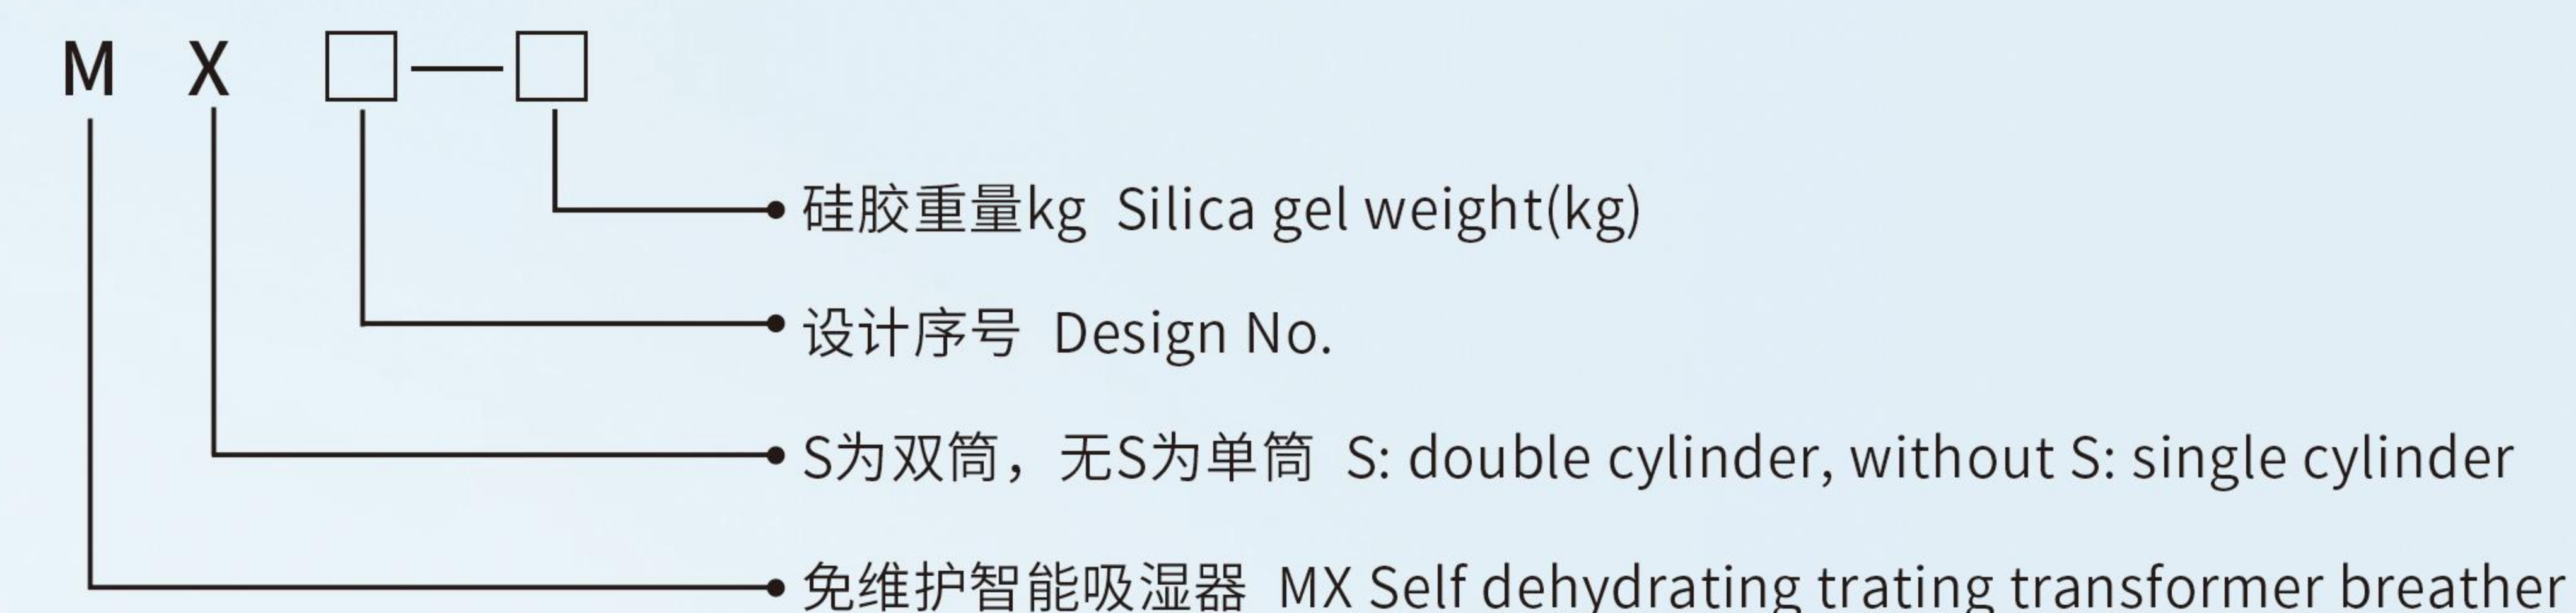 M X □—□
硅胶重量kg Silica gel weight(kg)
设计序号 Design No.
S为双筒，无S为单筒 S: double cylinder, without S: single cylinder
免维护智能吸湿器 MX Self dehydrating trating transformer breather